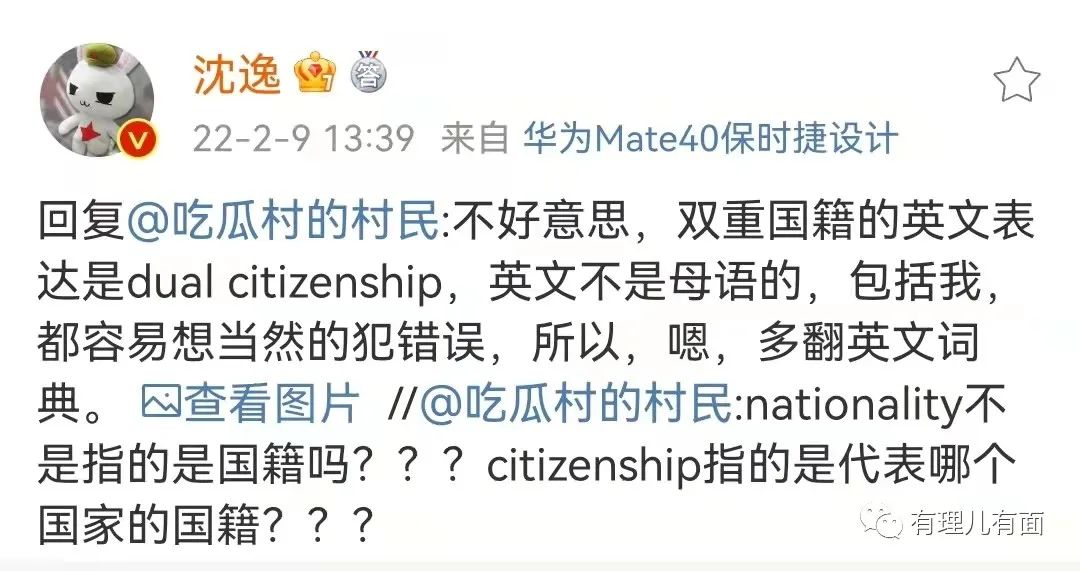 沈逸 答
22-2-9 13:39 来自 华为Mate40保时捷设计
回复@吃瓜村的村民:不好意思，双重国籍的英文表
达是dual citizenship，英文不是母语的，包括我，
都容易想当然的犯错误，所以，嗯，多翻英文词
典。 查看图片 //@吃瓜村的村民:nationality不
是指的是国籍吗？？？citizenship指的是代表哪个
国家的国籍？？？
有理儿有面